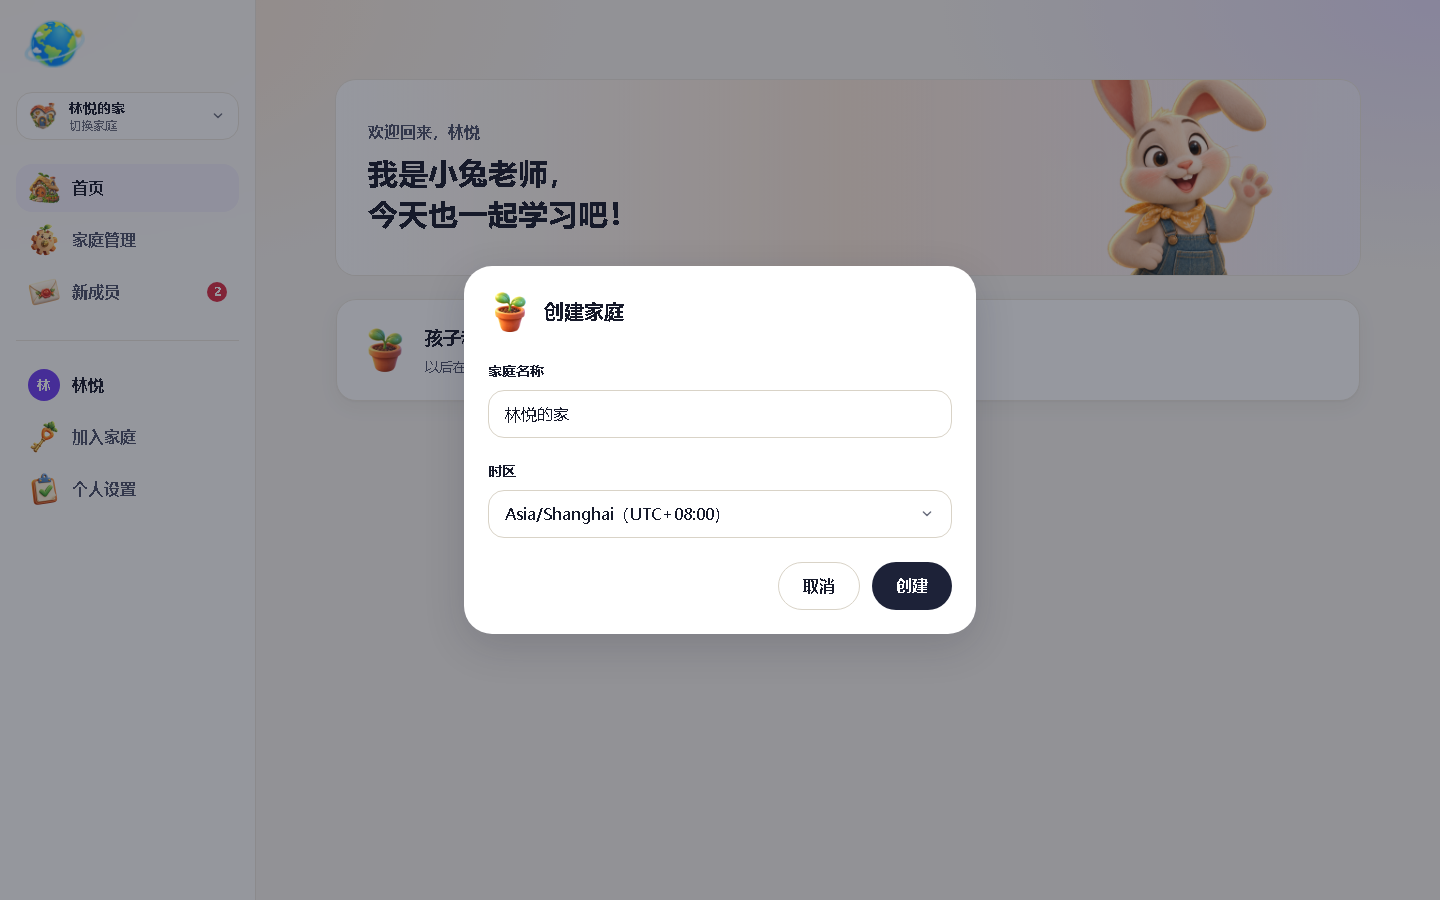 林悦的家
切换家庭
首页
家庭管理
新成员
2
林
林悦
加入家庭
个人设置
欢迎回来，林悦
我是小兔老师，
今天也一起学习吧！
孩子
以后在
创建家庭
家庭名称
林悦的家
时区
Asia/Shanghai（UTC+08:00）
取消
创建